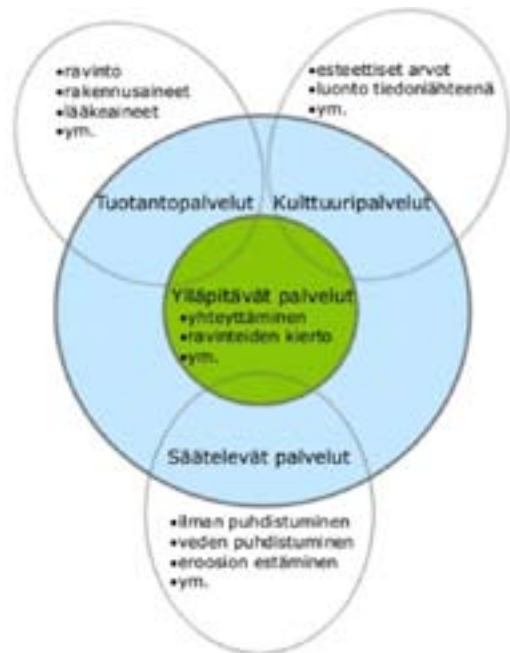 •ravinto
•rakennusaineet
•lääkeaineet
•ym.
•esteettiset arvot
•luonto tiedonlähteenä
•ym.
Tuotantopalvelut
Kulttuuripalvelut
Ylläpitävät palvelut
•yhteyttäminen
•ravinteiden kierto
•ym.
Säätelevät palvelut
•ilman puhdistuminen
•veden puhdistuminen
•eroosion estäminen
•ym.